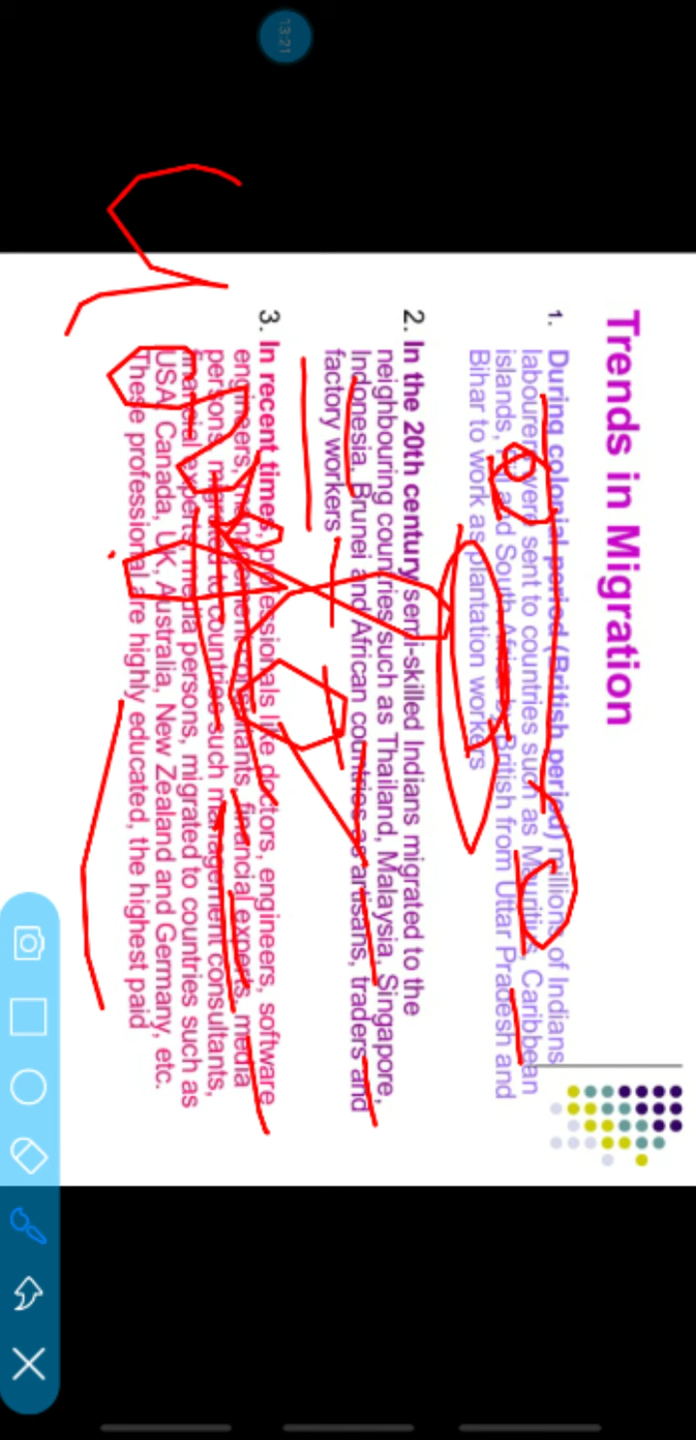 13:21
Trends in Migration
1. During colonial period (British period) millions of Indians
labourers were sent to countries such as Mauritius, Caribbean
islands, and South Africa by British from Uttar Pradesh and
Bihar to work as plantation workers
2. In the 20th century semi-skilled Indians migrated to the
neighbouring countries such as Thailand, Malaysia, Singapore,
Indonesia, Brunei and African countries as artisans, traders and
factory workers
3. In recent times, professionals like doctors, engineers, software
engineers, management consultants, financial experts, media
persons, migrated to countries such management consultants,
financial experts, media persons, migrated to countries such as
USA, Canada, UK, Australia, New Zealand and Germany, etc.
These professional are highly educated, the highest paid